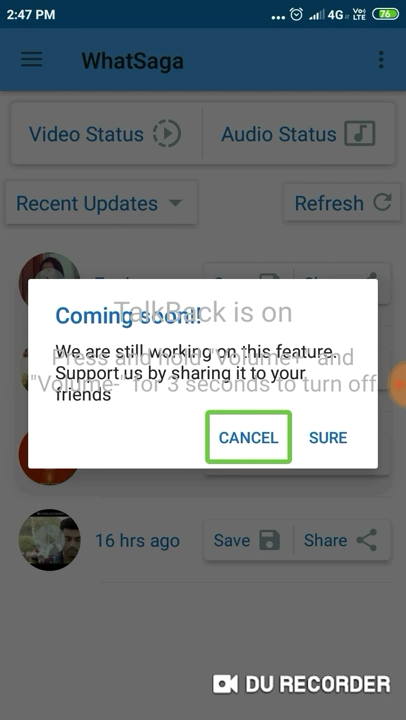 2:47 PM
4G
Vo
LTE
76
WhatSaga
Video Status
Audio Status
Recent Updates
Refresh
Coming soon!!
TalkBack is on
We are still working on this feature.
Support us by sharing it to your
friends
Press and hold "Volume+" and
"Volume-" for 3 seconds to turn off
CANCEL
SURE
16 hrs ago
Save
Share
DU RECORDER